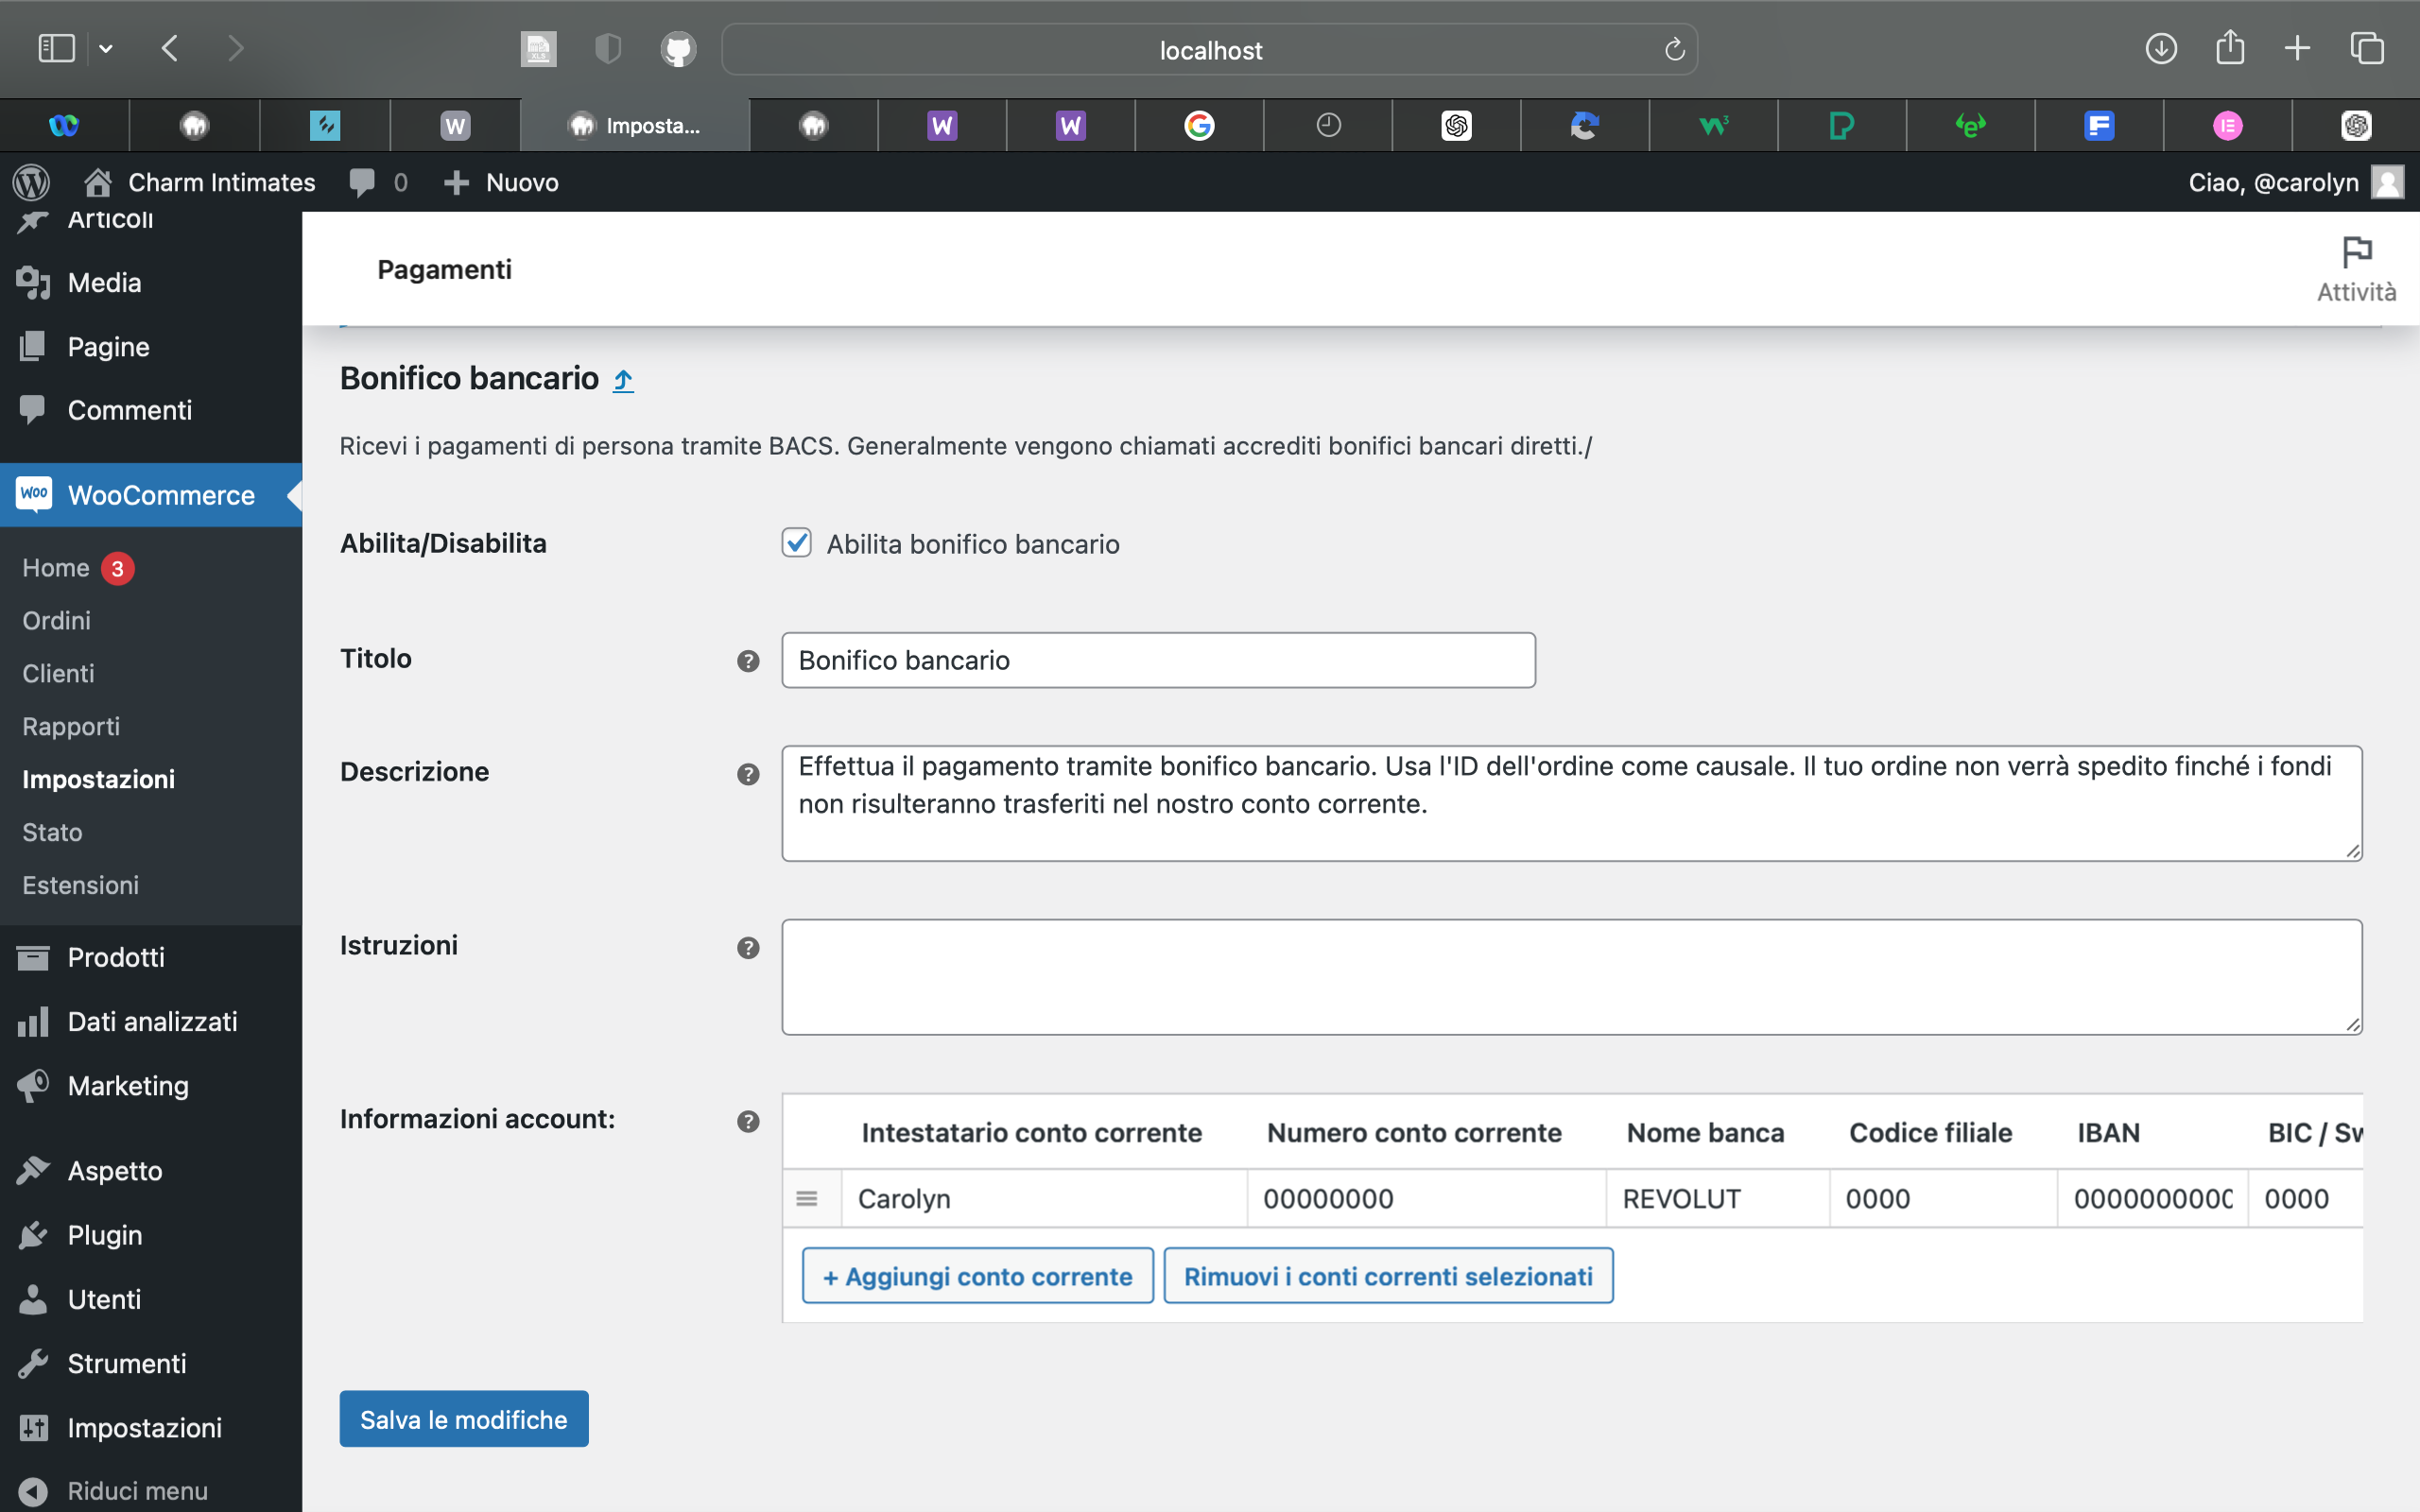 localhost
Imposta...
Charm Intimates
0
Nuovo
Ciao, @carolyn
Articoli
Media
Pagine
Commenti
WooCommerce
Home 3
Ordini
Clienti
Rapporti
Impostazioni
Stato
Estensioni
Prodotti
Dati analizzati
Marketing
Aspetto
Plugin
Utenti
Strumenti
Impostazioni
Riduci menu
Pagamenti
Attività
Bonifico bancario
Ricevi i pagamenti di persona tramite BACS. Generalmente vengono chiamati accrediti bonifici bancari diretti./
Abilita/Disabilita
Abilita bonifico bancario
Titolo
Bonifico bancario
Descrizione
Effettua il pagamento tramite bonifico bancario. Usa l'ID dell'ordine come causale. Il tuo ordine non verrà spedito finché i fondi
non risulteranno trasferiti nel nostro conto corrente.
Istruzioni
Informazioni account:
Intestatario conto corrente Numero conto corrente Nome banca Codice filiale IBAN BIC / Sw
Carolyn 00000000 REVOLUT 0000 0000000000 0000
+ Aggiungi conto corrente
Rimuovi i conti correnti selezionati
Salva le modifiche